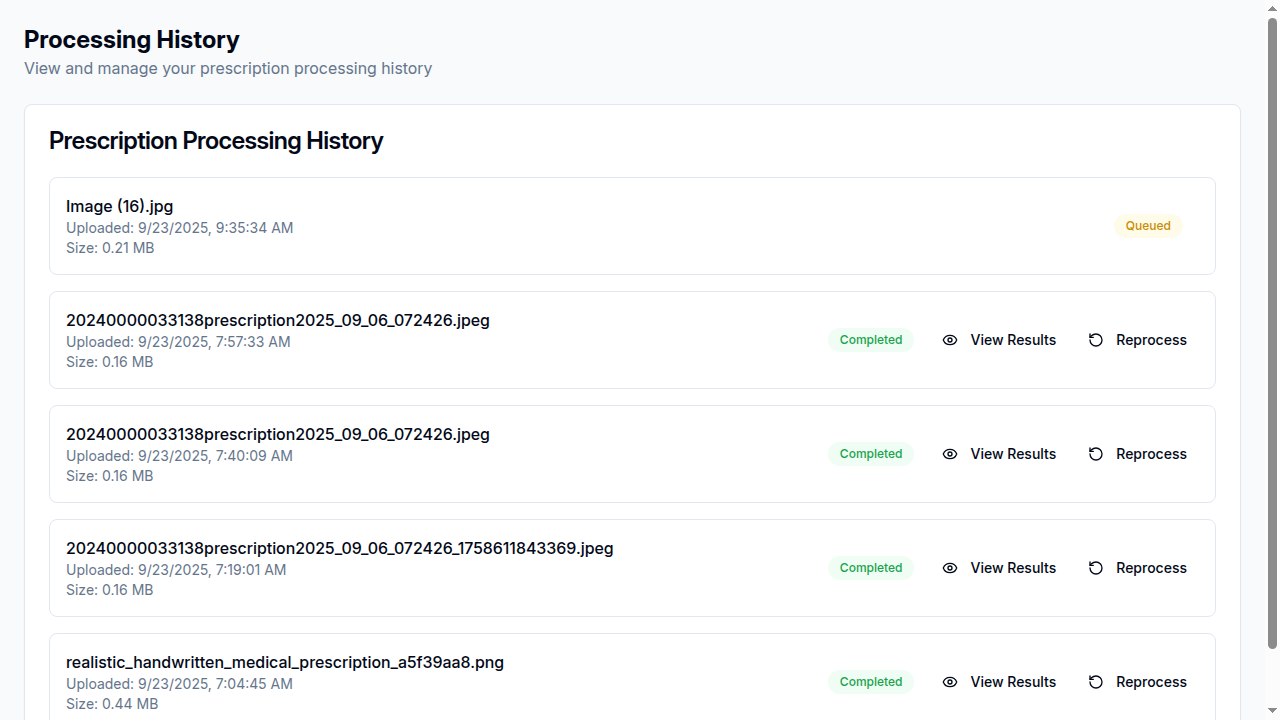 Processing History
View and manage your prescription processing history
Prescription Processing History
Image (16).jpg
Uploaded: 9/23/2025, 9:35:34 AM
Size: 0.21 MB
Queued
20240000033138prescription2025_09_06_072426.jpeg
Uploaded: 9/23/2025, 7:57:33 AM
Size: 0.16 MB
Completed View Results Reprocess
20240000033138prescription2025_09_06_072426.jpeg
Uploaded: 9/23/2025, 7:40:09 AM
Size: 0.16 MB
Completed View Results Reprocess
20240000033138prescription2025_09_06_072426_1758611843369.jpeg
Uploaded: 9/23/2025, 7:19:01 AM
Size: 0.16 MB
Completed View Results Reprocess
realistic_handwritten_medical_prescription_a5f39aa8.png
Uploaded: 9/23/2025, 7:04:45 AM
Size: 0.44 MB
Completed View Results Reprocess